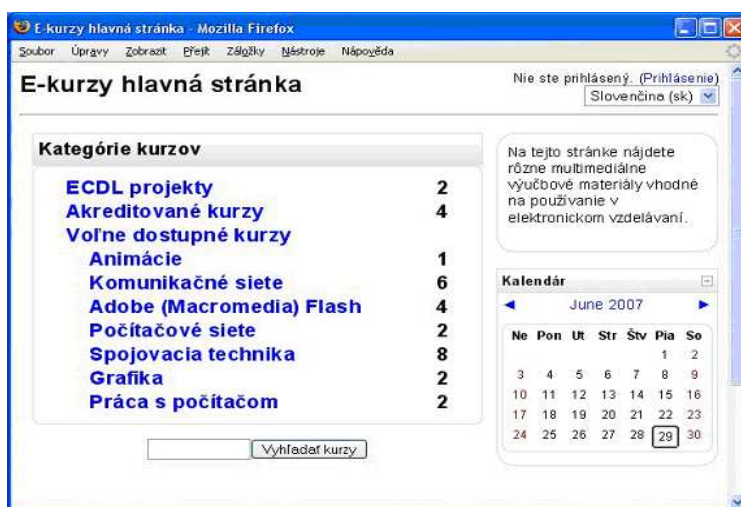 E-kurzy hlavná stránka - Mozilla Firefox
Soubor Úpravy Zobrazit Přejít Záložky Nástroje Nápověda
E-kurzy hlavná stránka
Nie ste prihlásený. (Prihlásenie)
Slovenčina (sk)
Kategórie kurzov
ECDL projekty 2
Akreditované kurzy 4
Voľne dostupné kurzy
Animácie 1
Komunikačné siete 6
Adobe (Macromedia) Flash 4
Počítačové siete 2
Spojovacia technika 8
Grafika 2
Práca s počítačom 2
Vyhľadať kurzy
Na tejto stránke nájdete
rôzne multimediálne
výučbové materiály vhodné
na používanie v
elektronickom vzdelávaní.
Kalendár
June 2007
Ne Pon Ut Str Štv Pia So
1 2
3 4 5 6 7 8 9
10 11 12 13 14 15 16
17 18 19 20 21 22 23
24 25 26 27 28 29 30